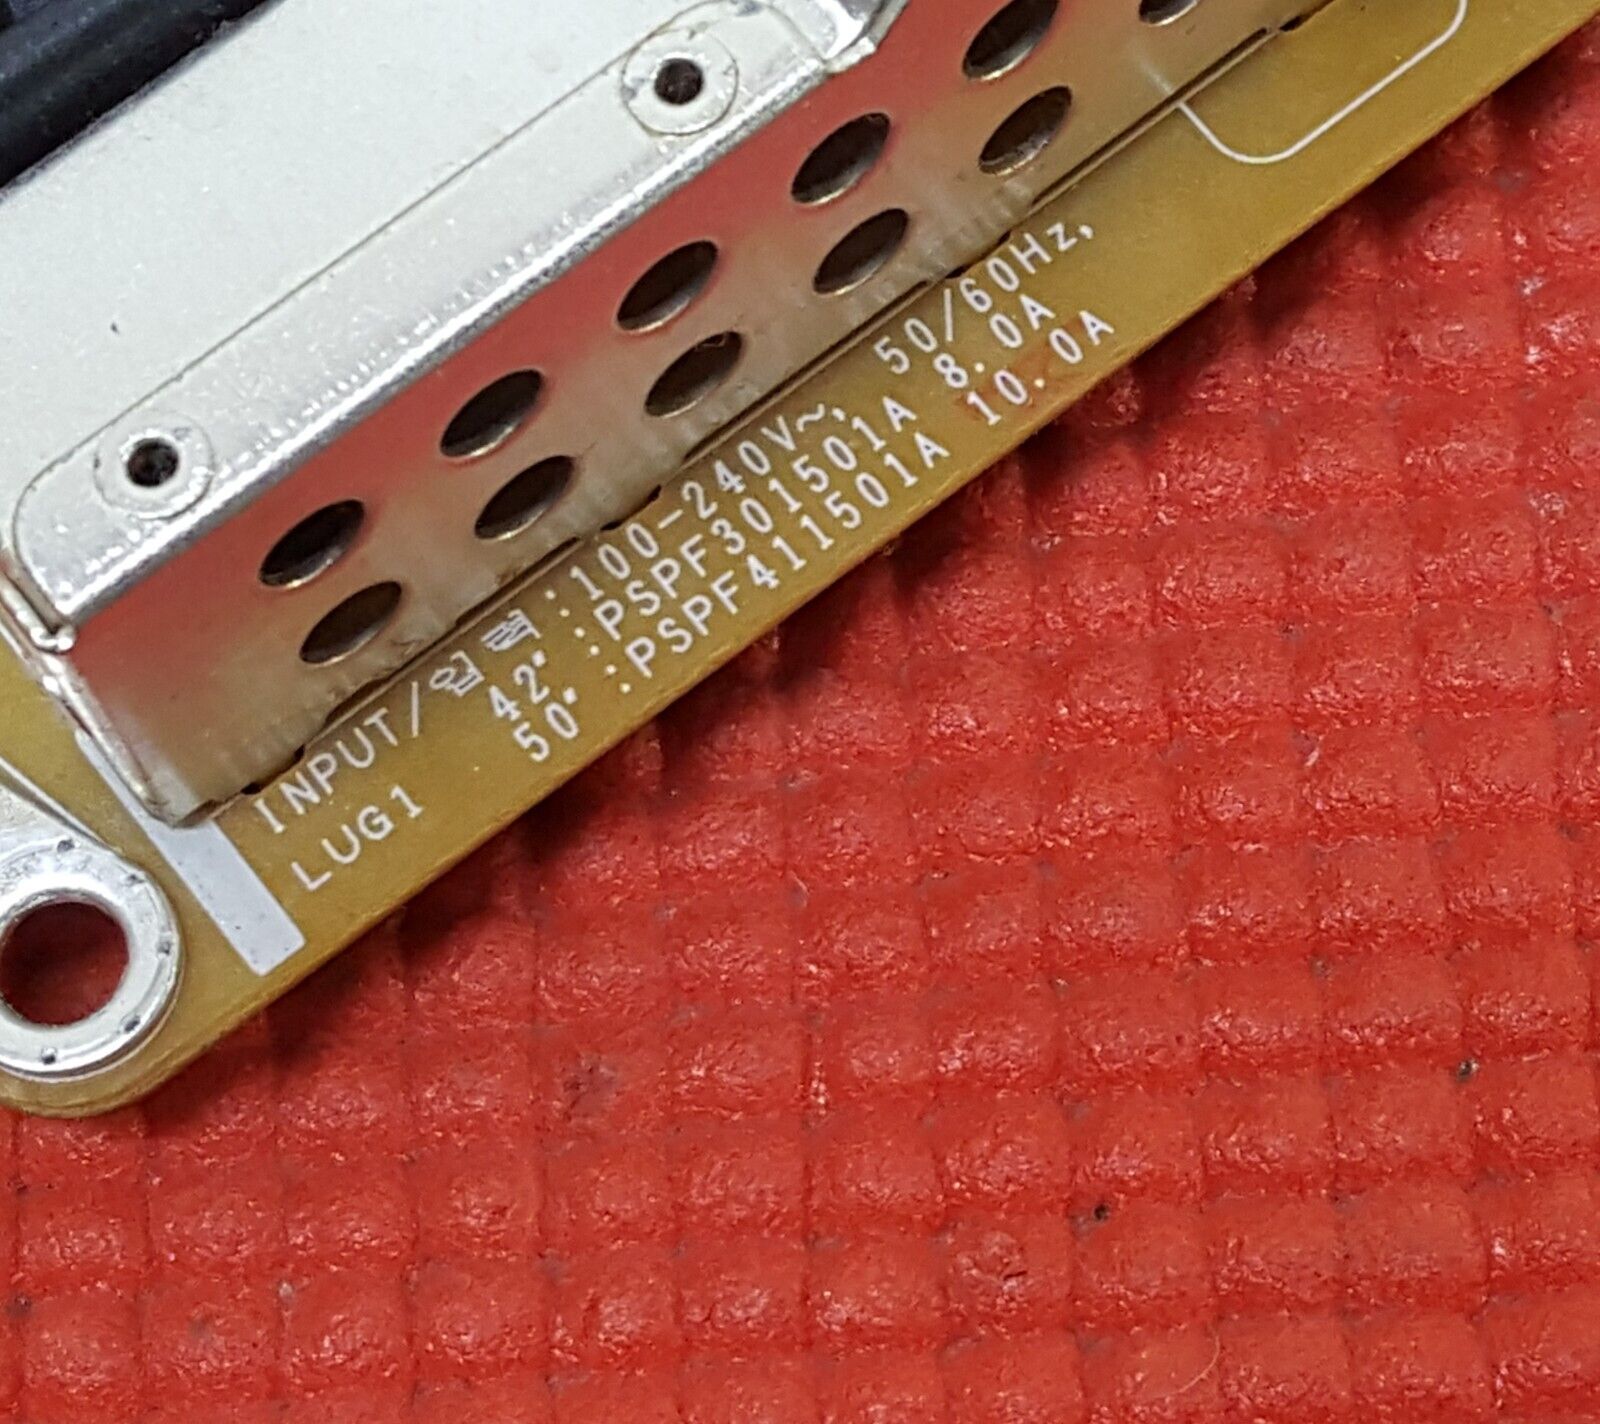 INPUT/입력:100-240V~, 50/60Hz,
42" :PSPF301501A 8.0A
50" :PSPF411501A 10.0A
LUG1